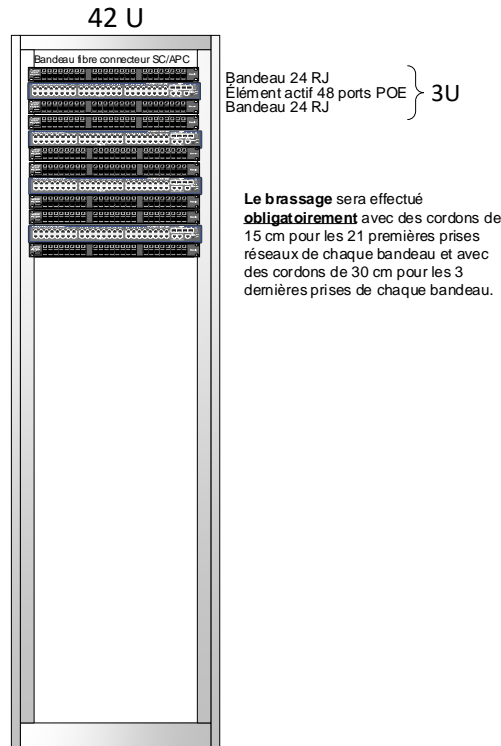 42 U
Bandeau fibre connecteur SC/APC
Bandeau 24 RJ
Élément actif 48 ports POE
Bandeau 24 RJ
3U
Le brassage sera effectué
obligatoirement avec des cordons de
15 cm pour les 21 premières prises
réseaux de chaque bandeau et avec
des cordons de 30 cm pour les 3
dernières prises de chaque bandeau.